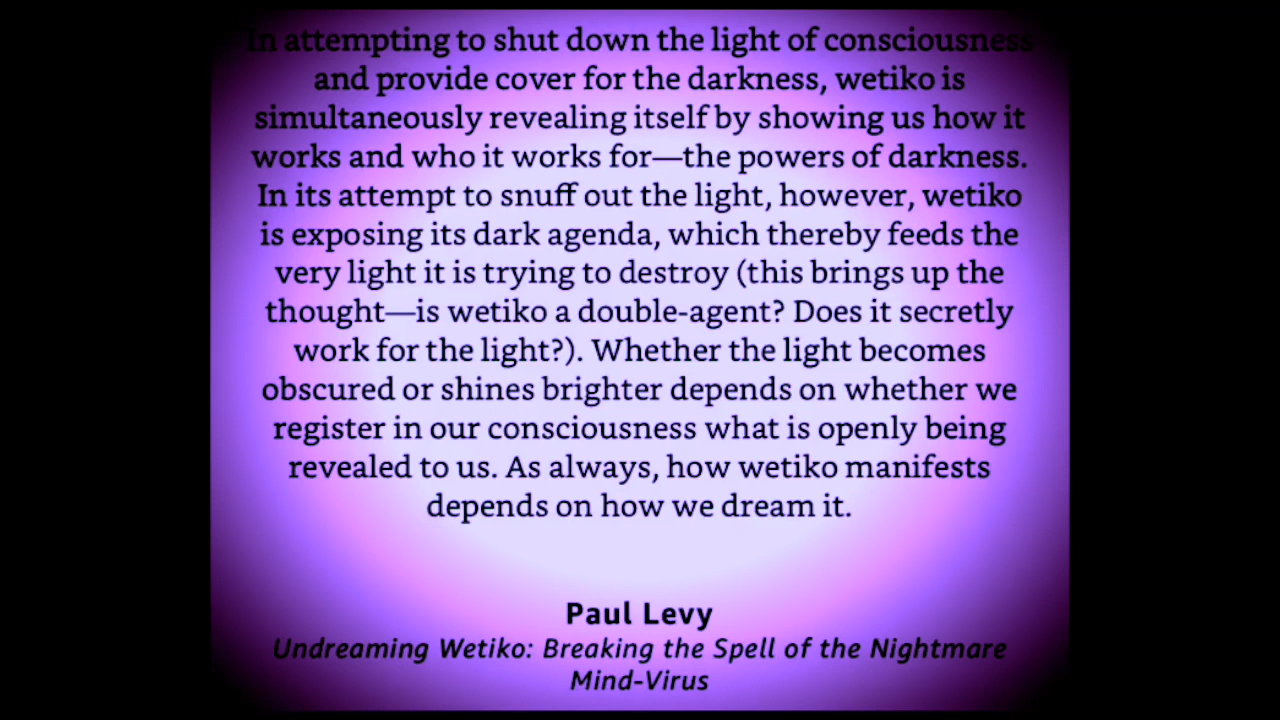 In attempting to shut down the light of consciousness
and provide cover for the darkness, wetiko is
simultaneously revealing itself by showing us how it
works and who it works for—the powers of darkness.
In its attempt to snuff out the light, however, wetiko
is exposing its dark agenda, which thereby feeds the
very light it is trying to destroy (this brings up the
thought—is wetiko a double-agent? Does it secretly
work for the light?). Whether the light becomes
obscured or shines brighter depends on whether we
register in our consciousness what is openly being
revealed to us. As always, how wetiko manifests
depends on how we dream it.
Paul Levy
Undreaming Wetiko: Breaking the Spell of the Nightmare
Mind-Virus